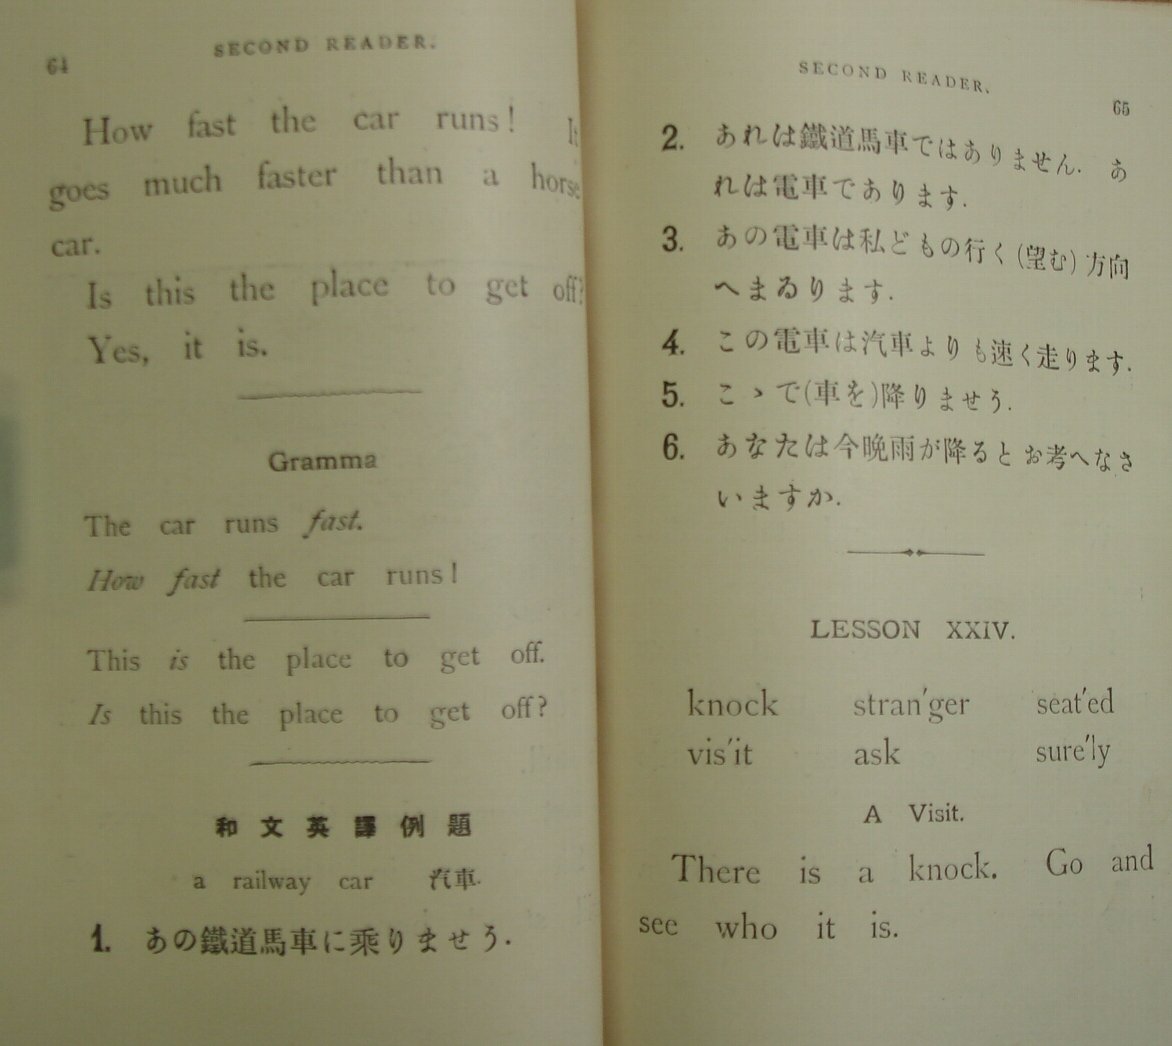 64
SECOND READER.
How fast the car runs! It
goes much faster than a horse
car.
Is this the place to get off?
Yes, it is.
Gramma
The car runs fast.
How fast the car runs!
This is the place to get off.
Is this the place to get off?
和文英譯例題
a railway car 汽車.
1. あの鐵道馬車に乘りませう.
SECOND READER.
65
2. あれは鐵道馬車ではありません. あ
れは電車であります.
3. あの電車は私どもの行く(望む)方向
へまゐります.
4. この電車は汽車よりも速く走ります.
5. こゝで(車を)降りませう.
6. あなたは今晩雨が降るとお考へなさ
いますか.
LESSON XXIV.
knock stran′ger seat′ed
vis′it ask sure′ly
A Visit.
There is a knock. Go and
see who it is.